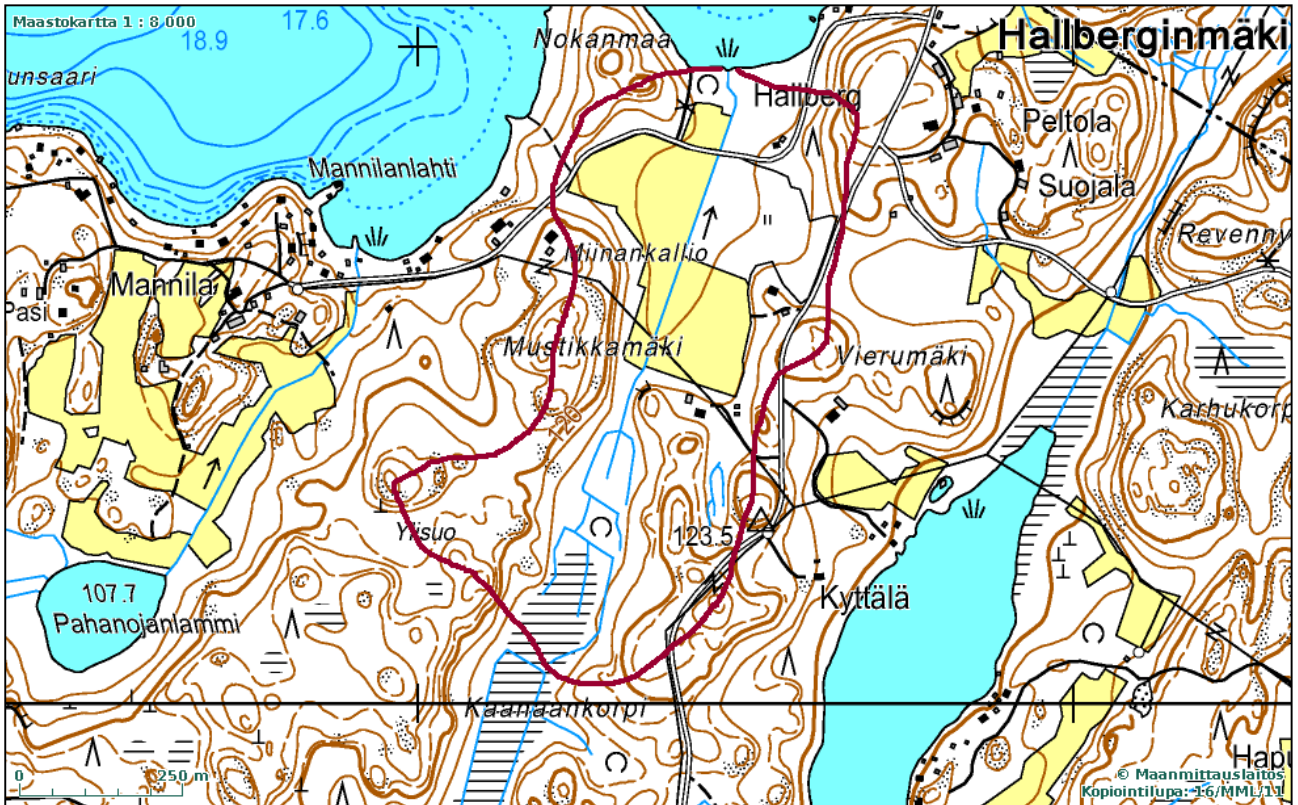 Maastokartta 1 : 8 000
17.6
18.9
Nokanmaa
Hallberginmäki
unsaari
Hallberg
Peltola
Mannilanlahti
Suojala
Revenny
Miinankallio
Mannila
Pasi
Mustikkamäki
Vierumäki
Karhukorp
120
Ylisuo
123.5
107.7
Kyttälä
Pahanojanlammi
Kaanaankorpi
Hapu
0
250 m
© Maanmittauslaitos
Kopiointilupa: 16/MML/11